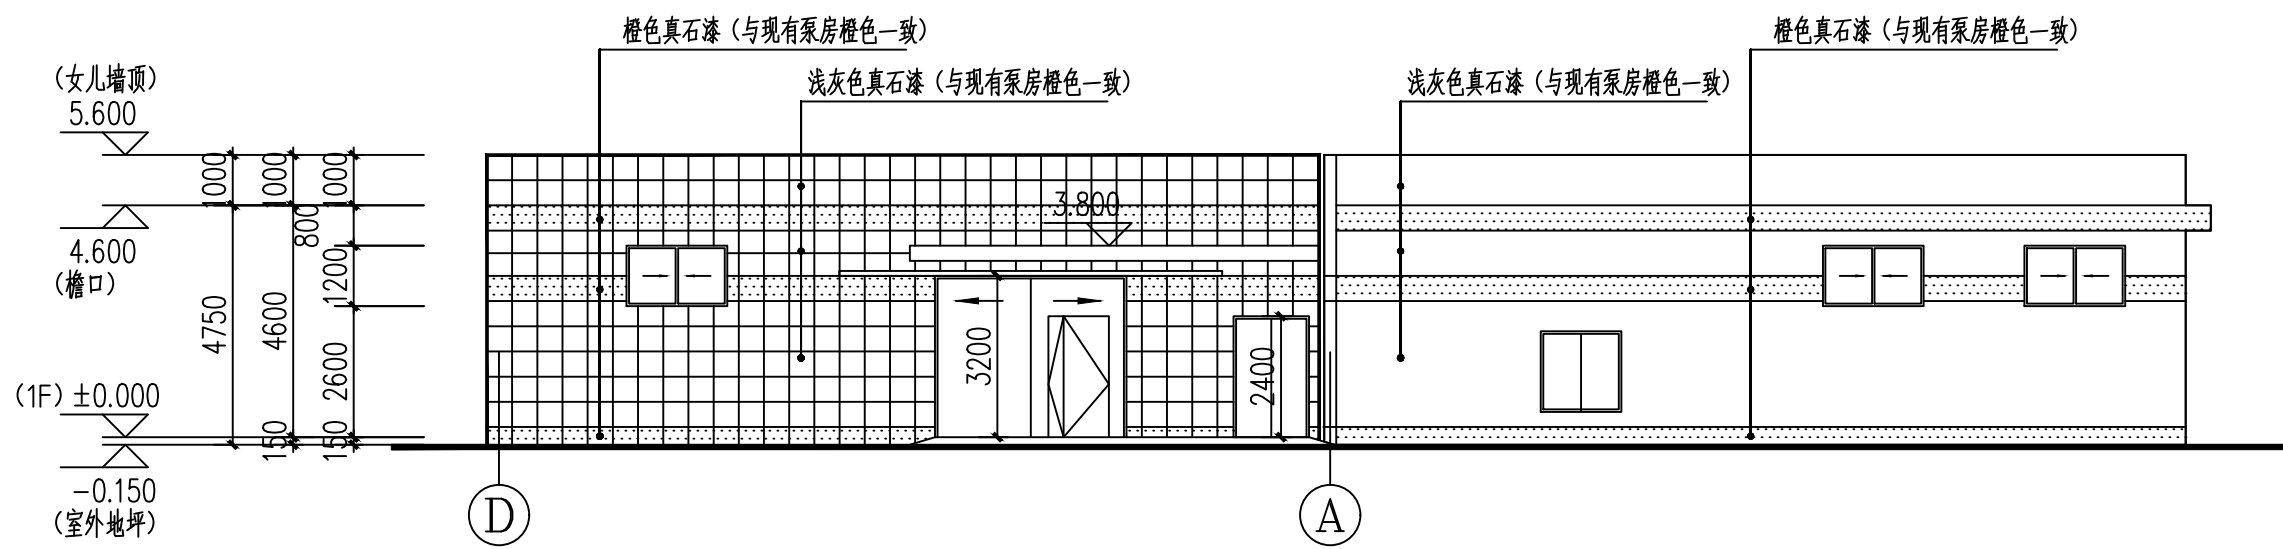 橙色真石漆（与现有泵房橙色一致）
橙色真石漆（与现有泵房橙色一致）
浅灰色真石漆（与现有泵房橙色一致）
浅灰色真石漆（与现有泵房橙色一致）
（女儿墙顶）
5.600
1000
1000
1000
3.800
800
4.600
（檐口）
1200
4750
4600
3200
2600
2400
（1F）±0.000
150
150
-0.150
（室外地坪）
D
A